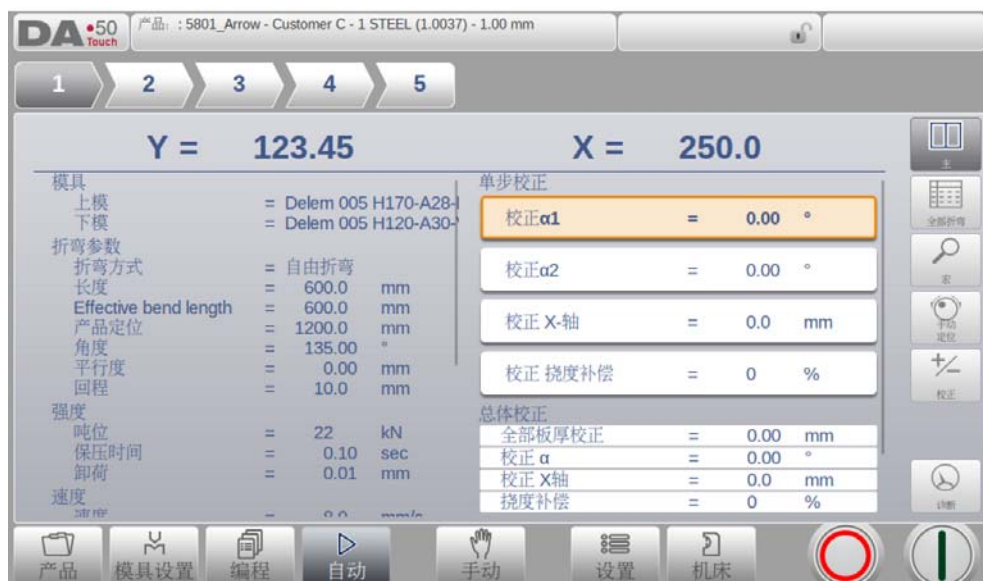 DA•50 Touch
产品: : 5801_Arrow - Customer C - 1 STEEL (1.0037) - 1.00 mm
1 2 3 4 5
Y = 123.45 X = 250.0
模具
上模 = Delem 005 H170-A28-
下模 = Delem 005 H120-A30-
折弯参数
折弯方式 = 自由折弯
长度 = 600.0 mm
Effective bend length = 600.0 mm
产品定位 = 1200.0 mm
角度 = 135.00 °
平行度 = 0.00 mm
回程 = 10.0 mm
强度
吨位 = 22 kN
保压时间 = 0.10 sec
卸荷 = 0.01 mm
速度
单步校正
校正α1 = 0.00 °
校正α2 = 0.00 °
校正 X-轴 = 0.0 mm
校正 挠度补偿 = 0 %
总体校正
全部板厚校正 = 0.00 mm
校正 α = 0.00 °
校正 X轴 = 0.0 mm
挠度补偿 = 0 %
主
全部折弯
宏
手动
定位
校正
诊断
产品 模具设置 编程 自动 手动 设置 机床